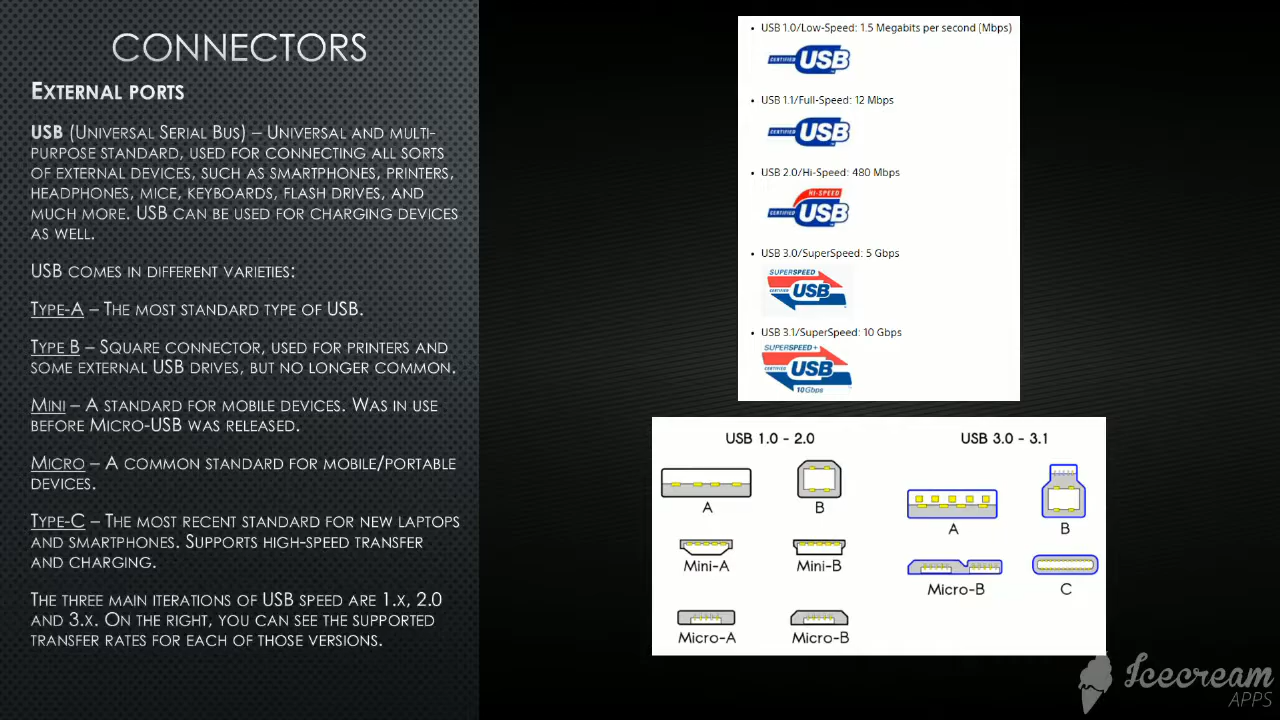 CONNECTORS
EXTERNAL PORTS
USB (UNIVERSAL SERIAL BUS) – UNIVERSAL AND MULTI-
PURPOSE STANDARD, USED FOR CONNECTING ALL SORTS
OF EXTERNAL DEVICES, SUCH AS SMARTPHONES, PRINTERS,
HEADPHONES, MICE, KEYBOARDS, FLASH DRIVES, AND
MUCH MORE. USB CAN BE USED FOR CHARGING DEVICES
AS WELL.
USB COMES IN DIFFERENT VARIETIES:
TYPE-A – THE MOST STANDARD TYPE OF USB.
TYPE B – SQUARE CONNECTOR, USED FOR PRINTERS AND
SOME EXTERNAL USB DRIVES, BUT NO LONGER COMMON.
MINI – A STANDARD FOR MOBILE DEVICES. WAS IN USE
BEFORE MICRO-USB WAS RELEASED.
MICRO – A COMMON STANDARD FOR MOBILE/PORTABLE
DEVICES.
TYPE-C – THE MOST RECENT STANDARD FOR NEW LAPTOPS
AND SMARTPHONES. SUPPORTS HIGH-SPEED TRANSFER
AND CHARGING.
THE THREE MAIN ITERATIONS OF USB SPEED ARE 1.X, 2.0
AND 3.X. ON THE RIGHT, YOU CAN SEE THE SUPPORTED
TRANSFER RATES FOR EACH OF THOSE VERSIONS.
• USB 1.0/Low-Speed: 1.5 Megabits per second (Mbps)
CERTIFIED USB
• USB 1.1/Full-Speed: 12 Mbps
CERTIFIED USB
• USB 2.0/Hi-Speed: 480 Mbps
HI-SPEED
CERTIFIED USB
• USB 3.0/SuperSpeed: 5 Gbps
SUPERSPEED
CERTIFIED USB
• USB 3.1/SuperSpeed: 10 Gbps
SUPERSPEED+
CERTIFIED USB
10Gbps
USB 1.0 - 2.0
USB 3.0 - 3.1
A
B
A
B
Mini-A
Mini-B
Micro-B
C
Micro-A
Micro-B
Icecream
APPS